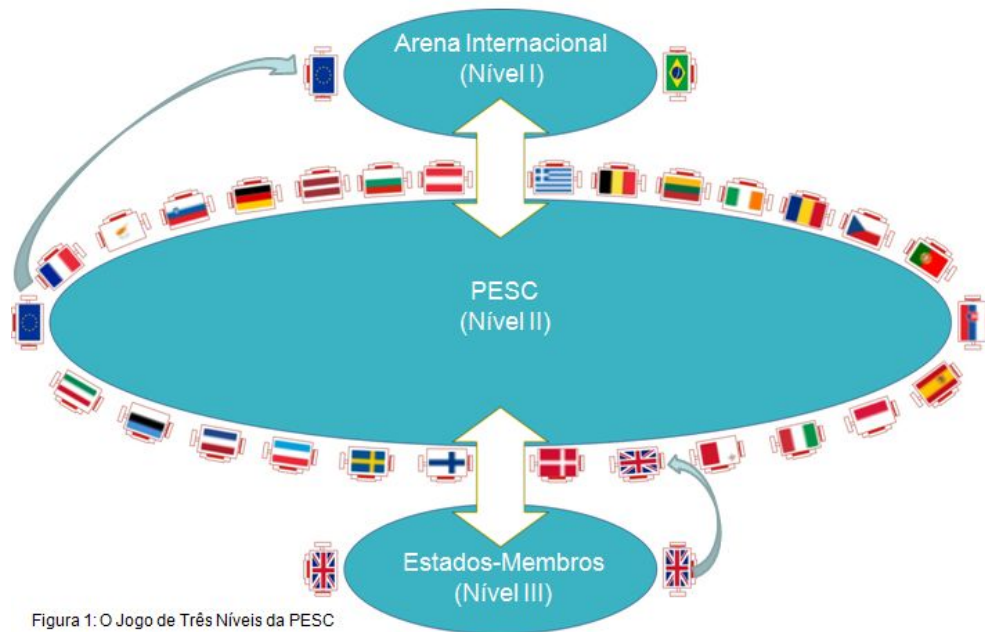 Arena Internacional
(Nível I)
PESC
(Nível II)
Estados-Membros
(Nível III)
Figura 1: O Jogo de Três Níveis da PESC